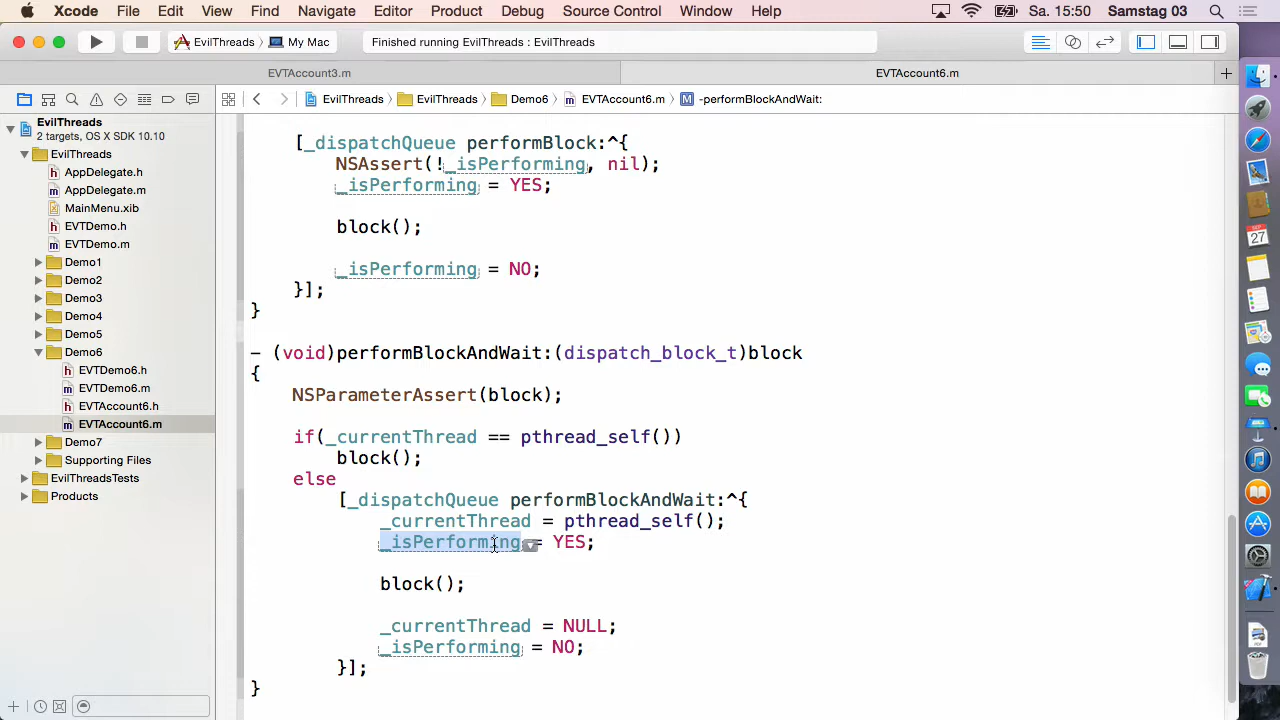 Xcode File Edit View Find Navigate Editor Product Debug Source Control Window Help Sa. 15:50 Samstag 03
EvilThreads My Mac Finished running EvilThreads : EvilThreads
EVTAccount3.m EVTAccount6.m
EvilThreads EvilThreads Demo6 EVTAccount6.m M -performBlockAndWait:
EvilThreads
2 targets, OS X SDK 10.10
EvilThreads
h AppDelegate.h
m AppDelegate.m
MainMenu.xib
h EVTDemo.h
m EVTDemo.m
Demo1
Demo2
Demo3
Demo4
Demo5
Demo6
h EVTDemo6.h
m EVTDemo6.m
h EVTAccount6.h
m EVTAccount6.m
Demo7
Supporting Files
EvilThreadsTests
Products
[_dispatchQueue performBlock:^{
NSAssert(!_isPerforming, nil);
_isPerforming = YES;
block();
_isPerforming = NO;
}];
}
- (void)performBlockAndWait:(dispatch_block_t)block
{
NSParameterAssert(block);
if(_currentThread == pthread_self())
block();
else
[_dispatchQueue performBlockAndWait:^{
_currentThread = pthread_self();
_isPerforming = YES;
block();
_currentThread = NULL;
_isPerforming = NO;
}];
}